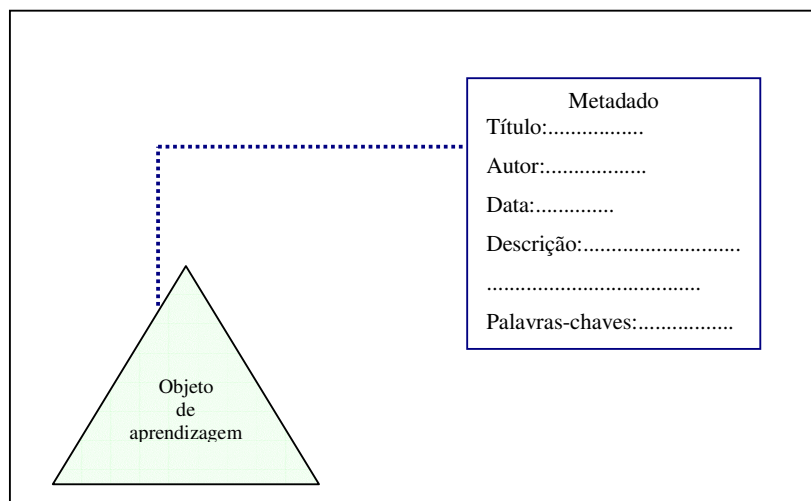 Metadado
Título:.................
Autor:..................
Data:..............
Descrição:............................
......................................
Palavras-chaves:.................
Objeto
de
aprendizagem